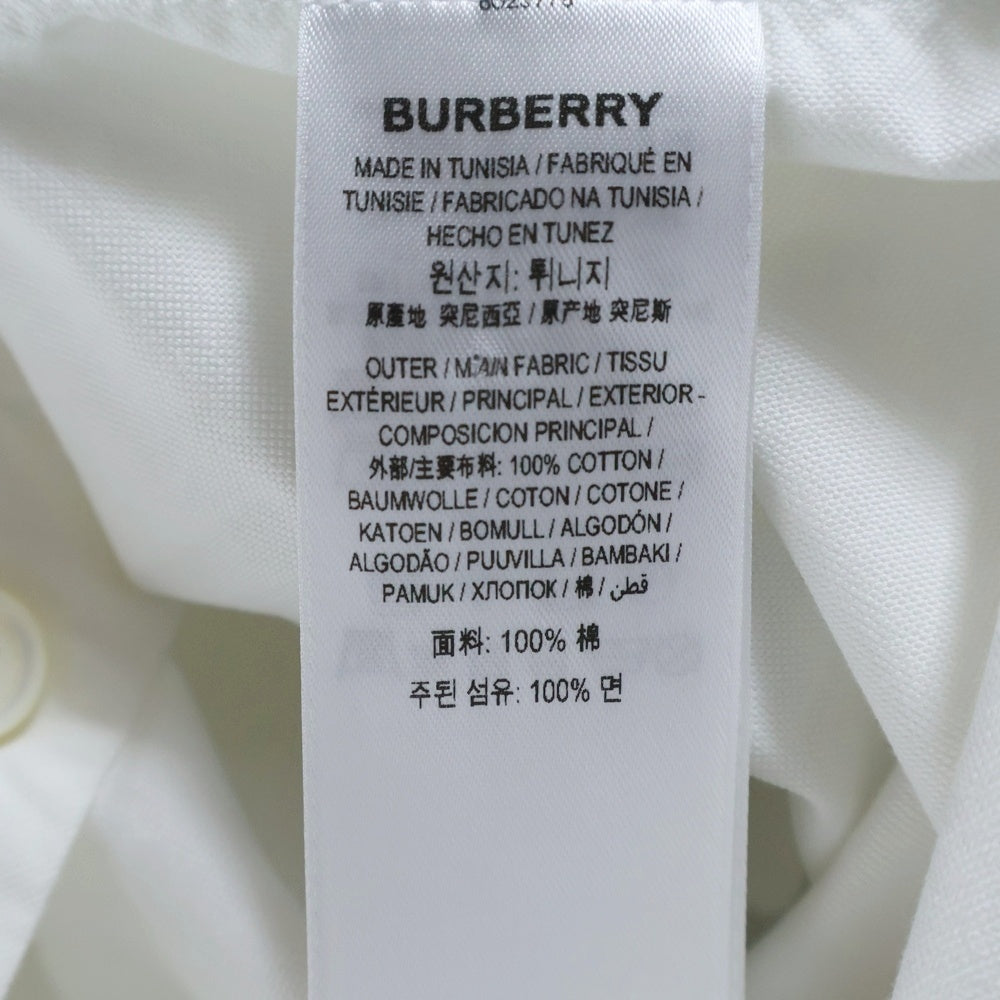 BURBERRY
MADE IN TUNISIA / FABRIQUÉ EN
TUNISIE / FABRICADO NA TUNISIA /
HECHO EN TUNEZ
원산지: 튀니지
原產地 突尼西亞 / 原产地 突尼斯
OUTER / MAIN FABRIC / TISSU
EXTÉRIEUR / PRINCIPAL / EXTERIOR -
COMPOSICION PRINCIPAL /
外部/主要布料: 100% COTTON /
BAUMWOLLE / COTON / COTONE /
KATOEN / BOMULL / ALGODÓN /
ALGODÃO / PUUVILLA / BAMBAKI /
PAMUK / ХЛОПОК / 棉 / قطن
面料: 100% 棉
주된 섬유: 100% 면